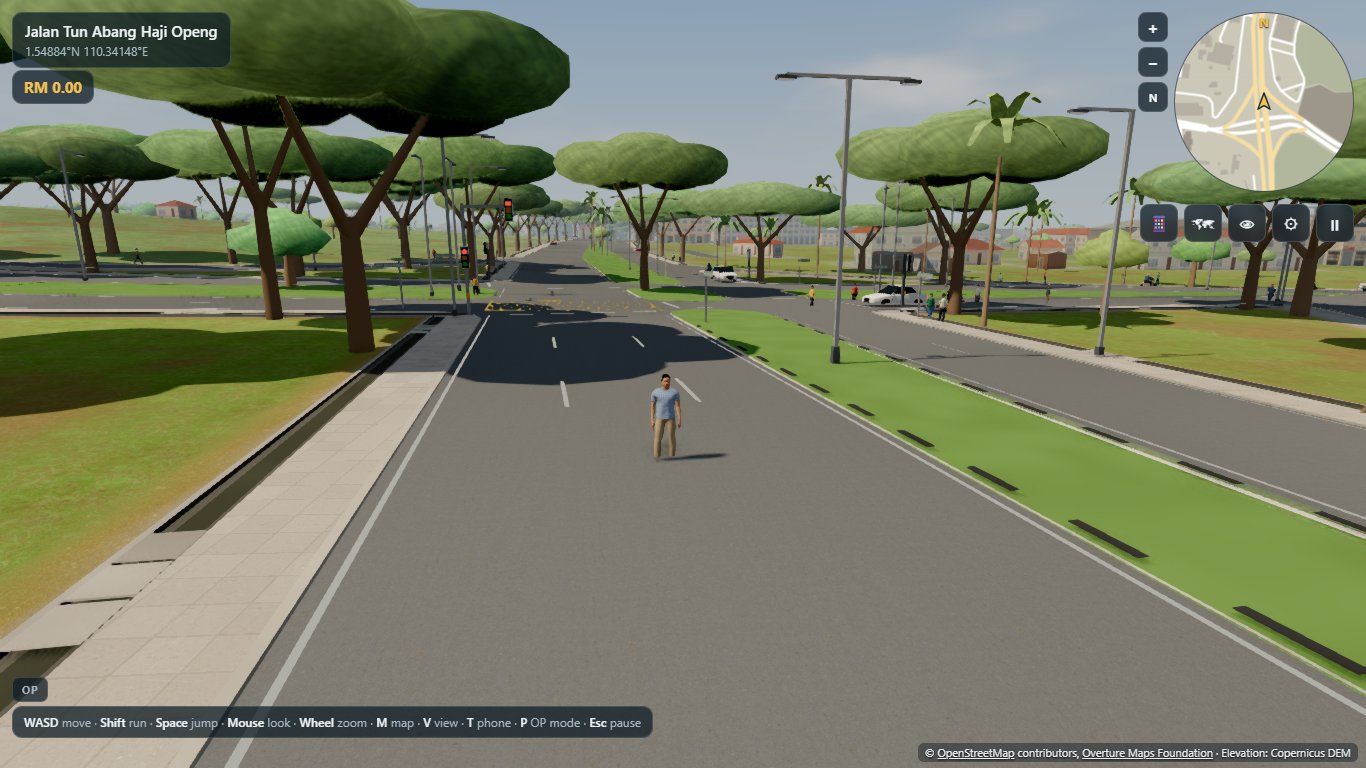 Jalan Tun Abang Haji Openg
1.54884°N 110.34148°E
RM 0.00
+
−
N
N
OP
WASD move · Shift run · Space jump · Mouse look · Wheel zoom · M map · V view · T phone · P OP mode · Esc pause
© OpenStreetMap contributors, Overture Maps Foundation · Elevation: Copernicus DEM